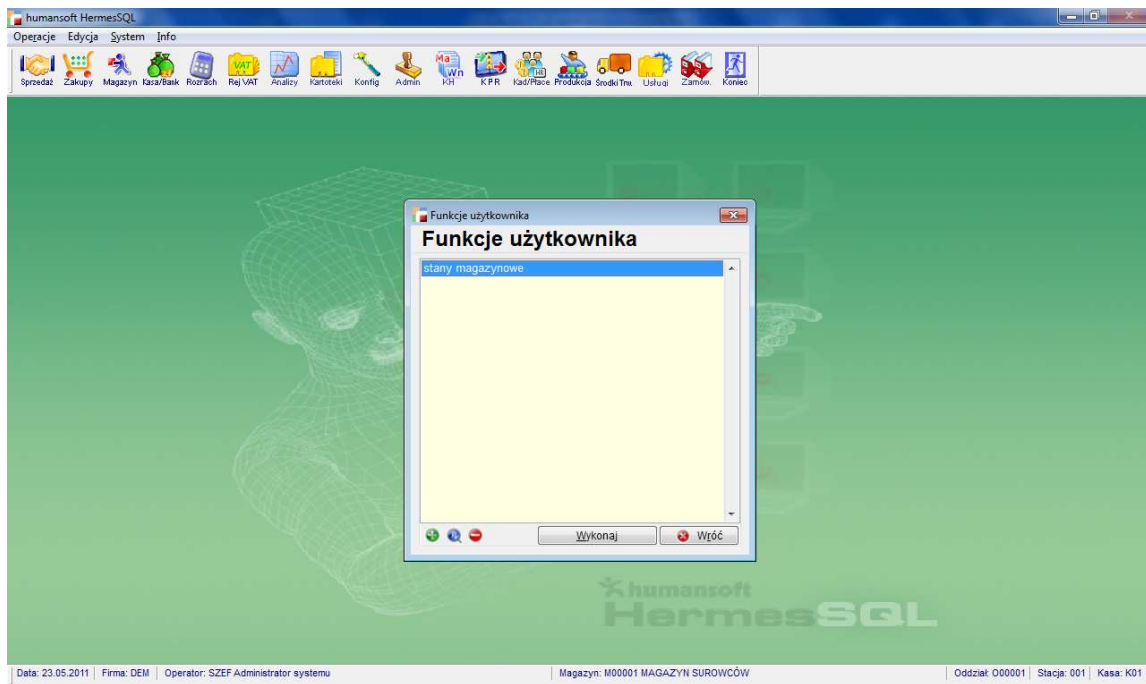 humansoft HermesSQL
Operacje Edycja System Info
Sprzedaż Zakupy Magazyn Kasa/Bank Rozrach Rej VAT Analizy Kartoteki Konfig Admin KH K P R Kad/Płace Produkcja Środki Trw. Usługi Zamów. Koniec
Funkcje użytkownika
Funkcje użytkownika
stany magazynowe
Wykonaj Wróć
humansoft
HermesSQL
Data: 23.05.2011 Firma: DEM Operator: SZEF Administrator systemu Magazyn: M00001 MAGAZYN SUROWCÓW Oddział: O00001 Stacja: 001 Kasa: K01